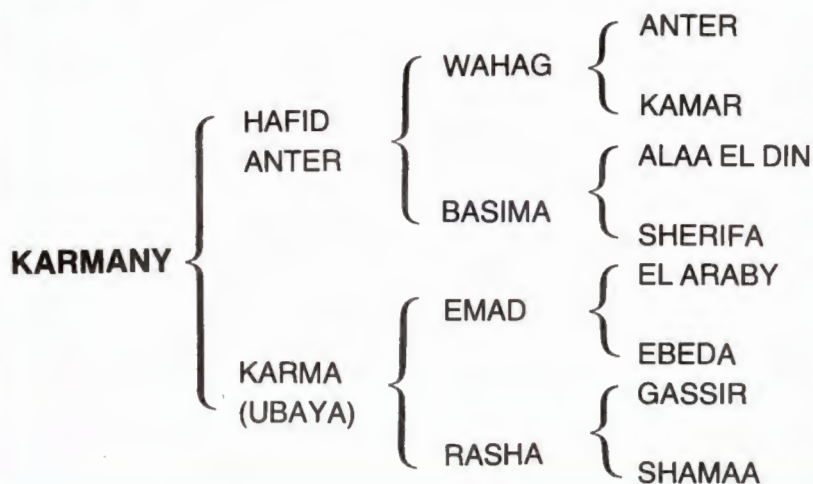 ANTER
WAHAG
KAMAR
HAFID
ANTER
ALAA EL DIN
BASIMA
SHERIFA
KARMANY
EL ARABY
EMAD
EBEDA
KARMA
(UBAYA)
GASSIR
RASHA
SHAMAA